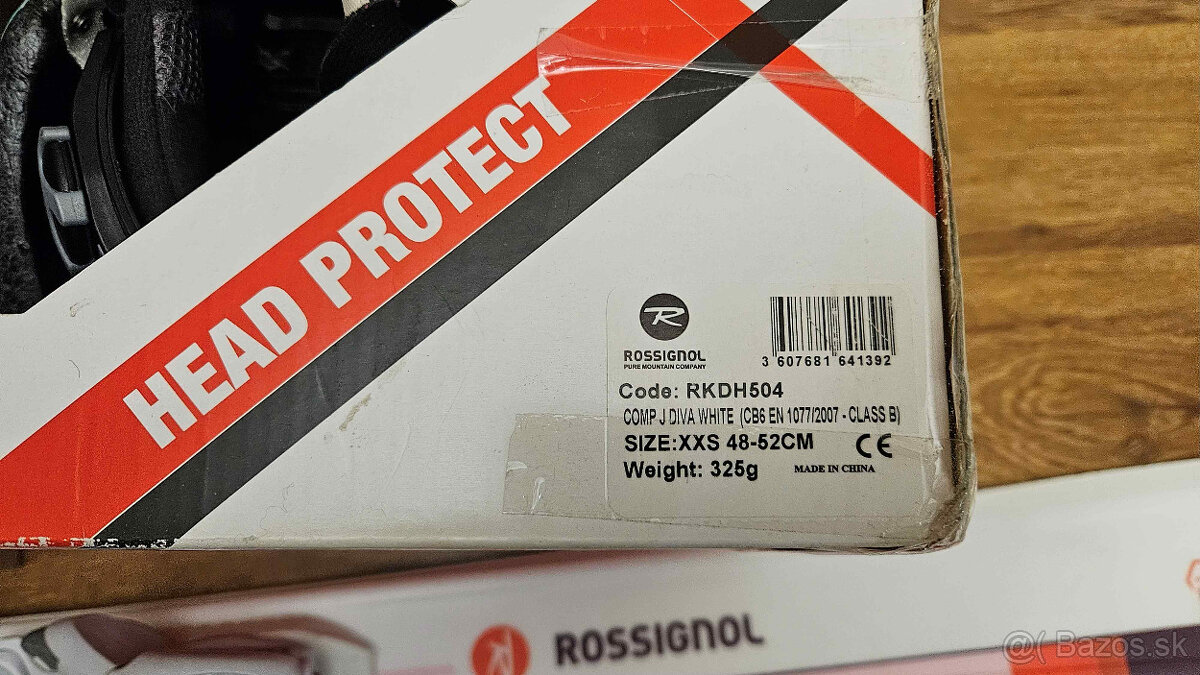 HEAD PROTECT
R
ROSSIGNOL
PURE MOUNTAIN COMPANY
3 607681 641392
Code: RKDH504
COMP J DIVA WHITE (CB6 EN 1077/2007 - CLASS B)
SIZE:XXS 48-52CM CE
Weight: 325g MADE IN CHINA
ROSSIGNOL
@( Bazos.sk